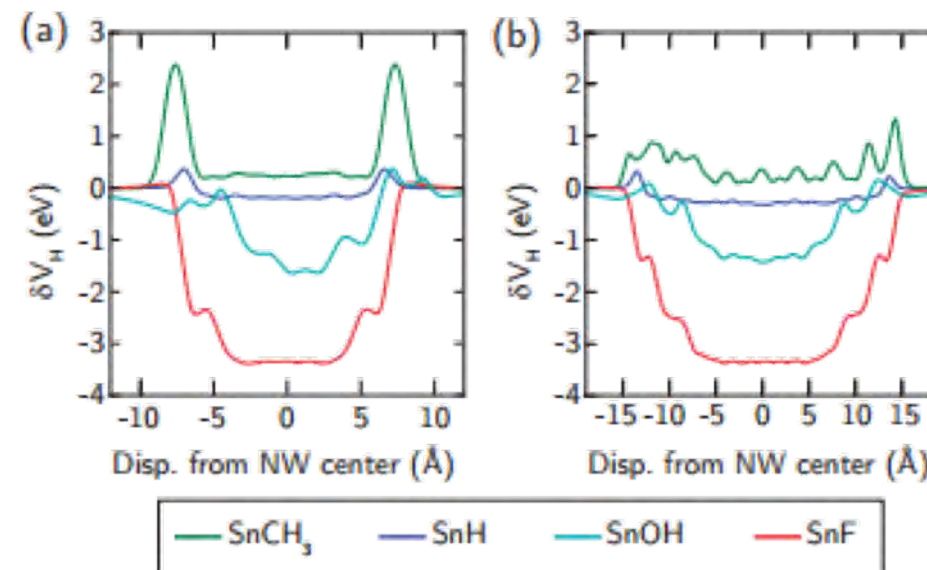 (a)
3
2
1
0
-1
-2
-3
-4
δV_H (eV)
-10 -5 0 5 10
Disp. from NW center (Å)
(b)
3
2
1
0
-1
-2
-3
-4
δV_H (eV)
-15 -10 -5 0 5 10 15
Disp. from NW center (Å)
SnCH₃ SnH SnOH SnF